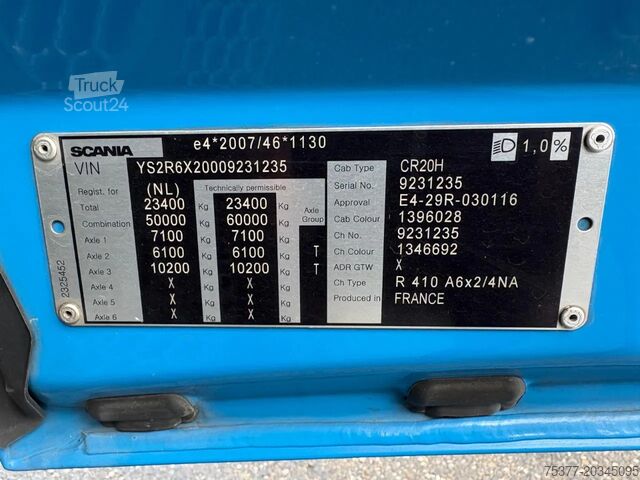 Truck
Scout24
SCANIA e4*2007/46*1130 1,0%
VIN YS2R6X20009231235 Cab Type CR20H
Regist. for (NL) Technically permissible Serial No. 9231235
Total 23400 Kg 23400 Kg Axle Group Approval E4-29R-030116
Combination 50000 Kg 60000 Kg Cab Colour 1396028
Axle 1 7100 Kg 7100 Kg Ch No. 9231235
Axle 2 6100 Kg 6100 Kg T Ch Colour 1346692
Axle 3 10200 Kg 10200 Kg T ADR GTW X
Axle 4 X Kg X Kg Ch Type R 410 A6x2/4NA
Axle 5 X Kg X Kg Produced in FRANCE
Axle 6 X Kg X Kg
2325452
75377-20345095